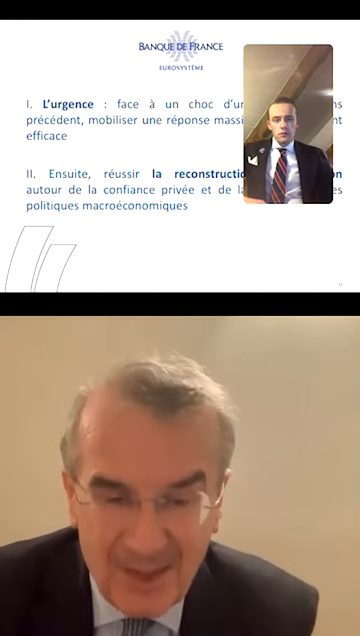 BANQUE DE FRANCE
EUROSYSTÈME
I. L'urgence : face à un choc d'un
précédent, mobiliser une réponse massi
efficace
II. Ensuite, réussir la reconstructio
autour de la confiance privée et de la
politiques macroéconomiques